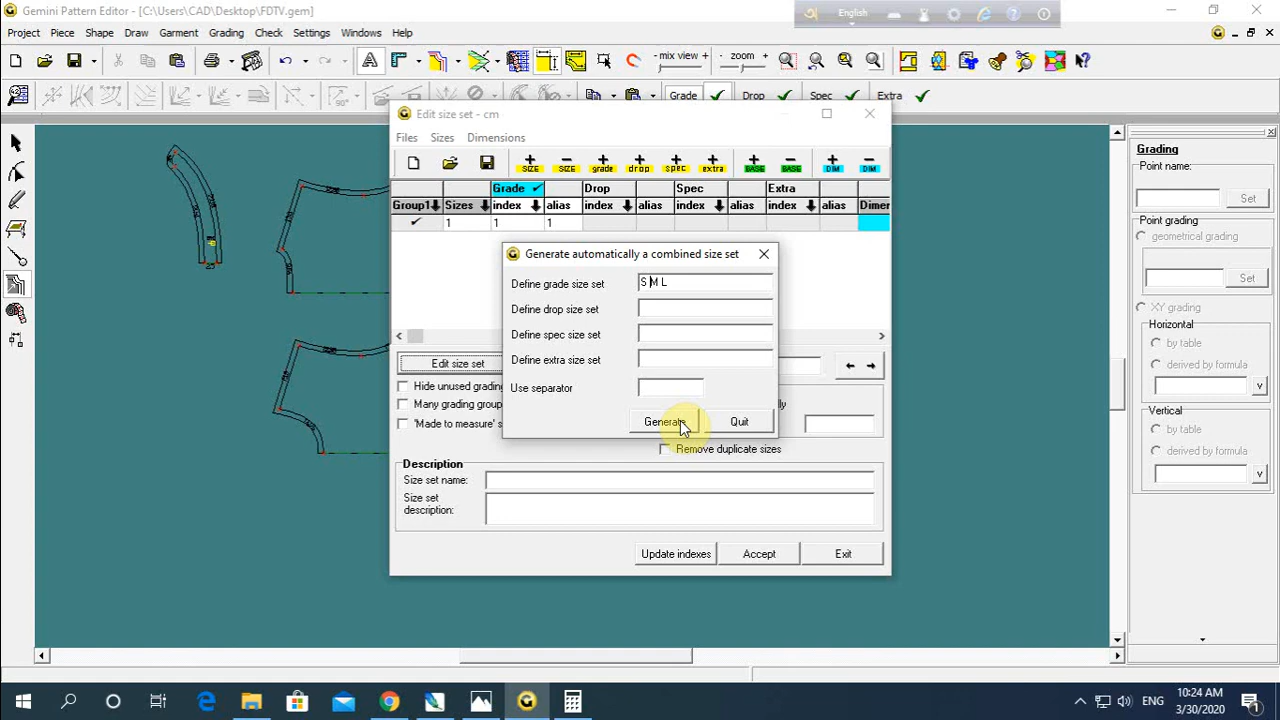 Gemini Pattern Editor - [C:\Users\CAD\Desktop\FDTV.gem]
English
Project Piece Shape Draw Garment Grading Check Settings Windows Help
mix view zoom
Grade Drop Spec Extra
Edit size set - cm
Files Sizes Dimensions
SIZE SIZE grade drop spec extra BASE BASE DIM DIM
Grade Drop Spec Extra
Group1 Sizes index alias index alias index alias index alias Dimer
1 1 1
Generate automatically a combined size set
Define grade size set S M L
Define drop size set
Define spec size set
Define extra size set
Use separator
Generate Quit
Edit size set
Hide unused grading
Many grading group
'Made to measure' s
lly
Remove duplicate sizes
Description
Size set name:
Size set description:
Update indexes Accept Exit
Grading
Point name:
Set
Point grading
geometrical grading
Set
XY grading
Horizontal
by table
derived by formula
v
Vertical
by table
derived by formula
v
ENG
10:24 AM
3/30/2020
1